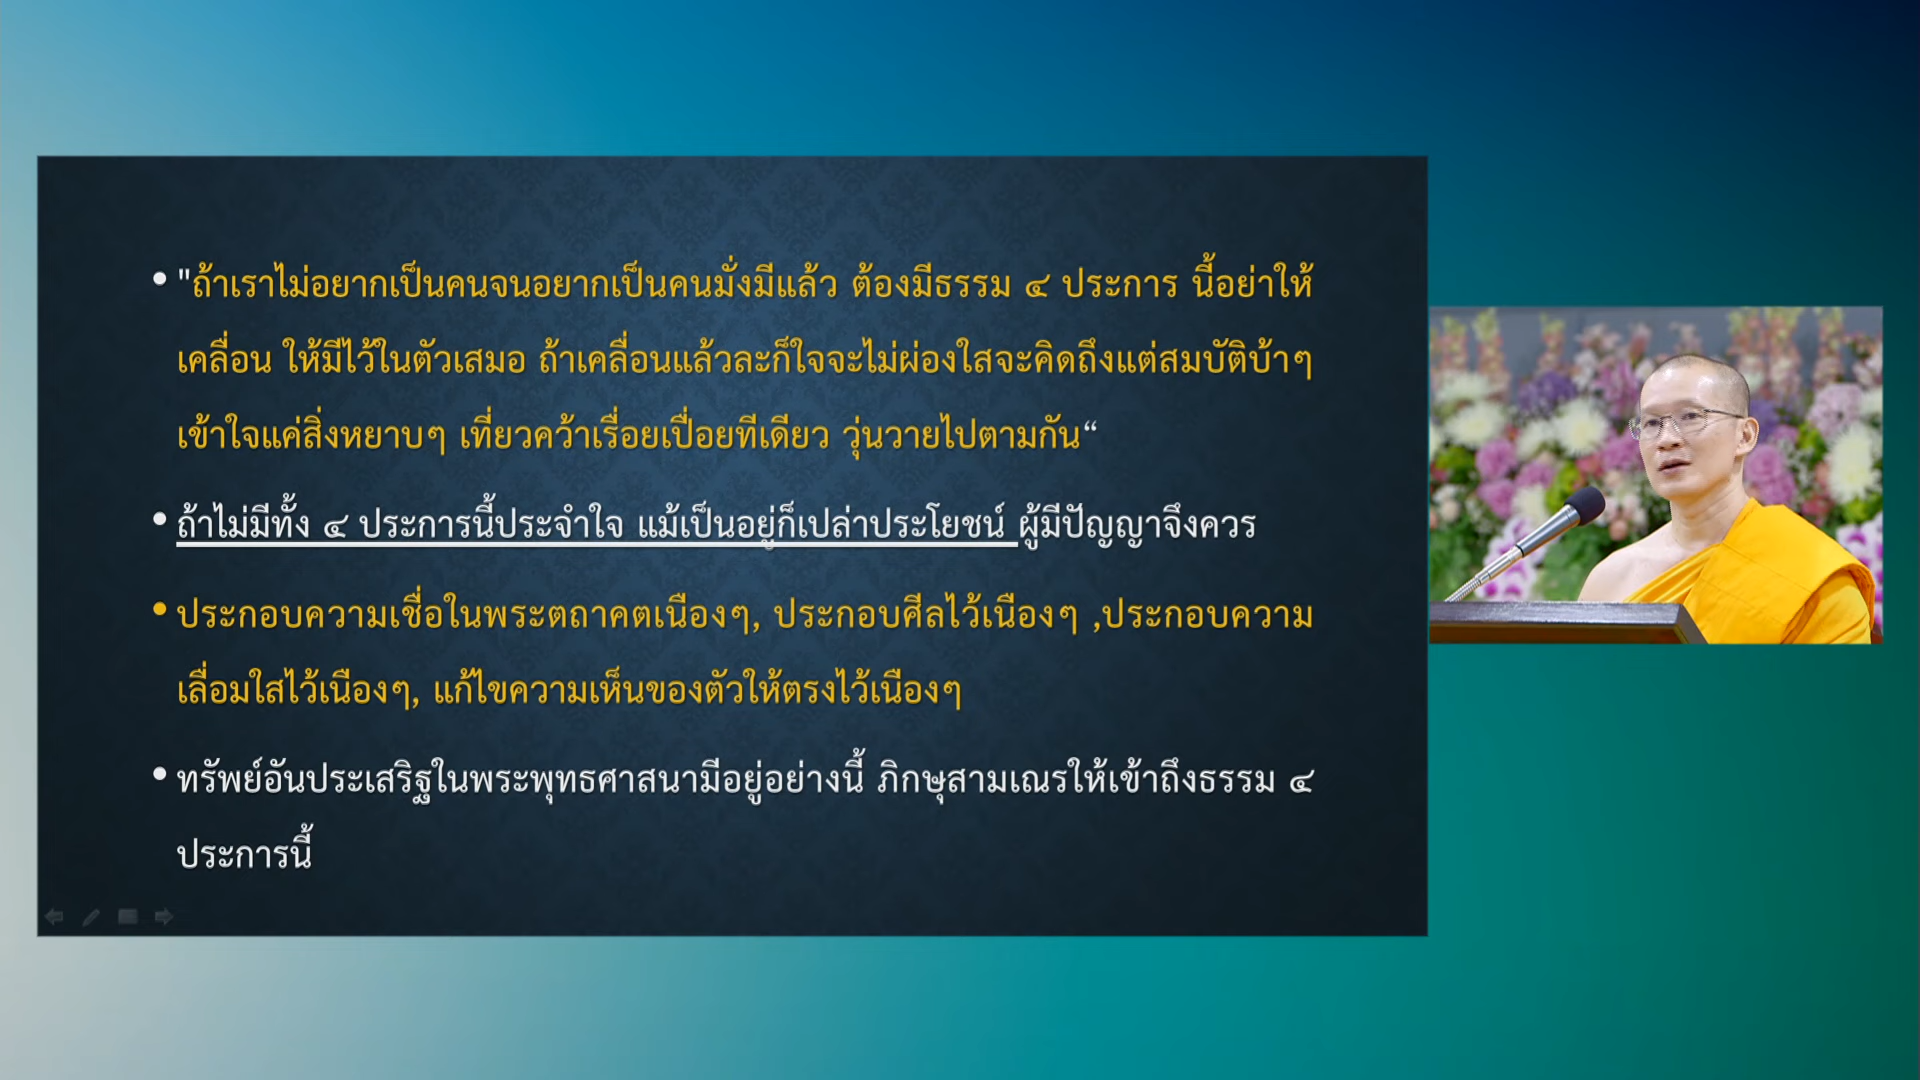 • "ถ้าเราไม่อยากเป็นคนจนอยากเป็นคนมั่งมีแล้ว ต้องมีธรรม ๔ ประการ นี้อย่าให้
เคลื่อน ให้มีไว้ในตัวเสมอ ถ้าเคลื่อนแล้วละก็ใจจะไม่ผ่องใสจะคิดถึงแต่สมบัติบ้าๆ
เข้าใจแค่สิ่งหยาบๆ เที่ยวคว้าเรื่อยเปื่อยทีเดียว วุ่นวายไปตามกัน“
• ถ้าไม่มีทั้ง ๔ ประการนี้ประจำใจ แม้เป็นอยู่ก็เปล่าประโยชน์ ผู้มีปัญญาจึงควร
• ประกอบความเชื่อในพระตถาคตเนืองๆ, ประกอบศีลไว้เนืองๆ ,ประกอบความ
เลื่อมใสไว้เนืองๆ, แก้ไขความเห็นของตัวให้ตรงไว้เนืองๆ
• ทรัพย์อันประเสริฐในพระพุทธศาสนามีอยู่อย่างนี้ ภิกษุสามเณรให้เข้าถึงธรรม ๔
ประการนี้